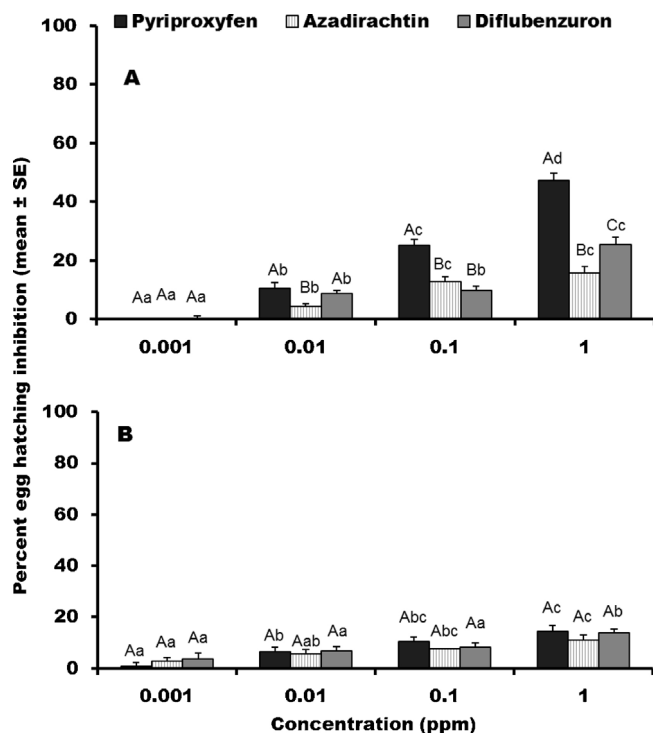 Pyriproxyfen Azadirachtin Diflubenzuron
Percent egg hatching inhibition (mean ± SE)
A
100
80
60
40
20
0
Aa Aa Aa
Ab Bb Ab
Ac Bc Bb
Ad Bc Cc
0.001 0.01 0.1 1
B
100
80
60
40
20
0
Aa Aa Aa
Ab Aab Aa
Abc Abc Aa
Ac Ac Ab
0.001 0.01 0.1 1
Concentration (ppm)